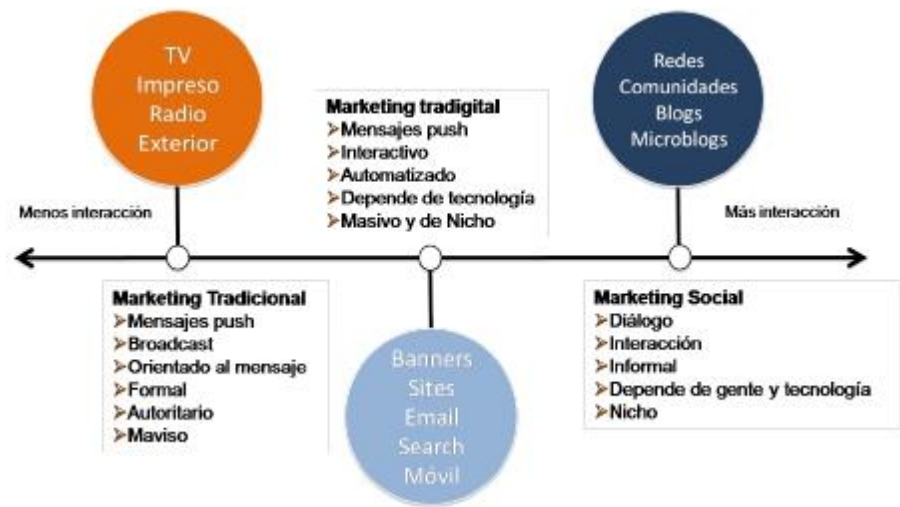 TV
Impreso
Radio
Exterior
Marketing tradigital
➢Mensajes push
➢Interactivo
➢Automatizado
➢Depende de tecnología
➢Masivo y de Nicho
Redes
Comunidades
Blogs
Microblogs
Menos interacción
Más interacción
Marketing Tradicional
➢Mensajes push
➢Broadcast
➢Orientado al mensaje
➢Formal
➢Autoritario
➢Maviso
Banners
Sites
Email
Search
Móvil
Marketing Social
➢Diálogo
➢Interacción
➢Informal
➢Depende de gente y tecnología
➢Nicho